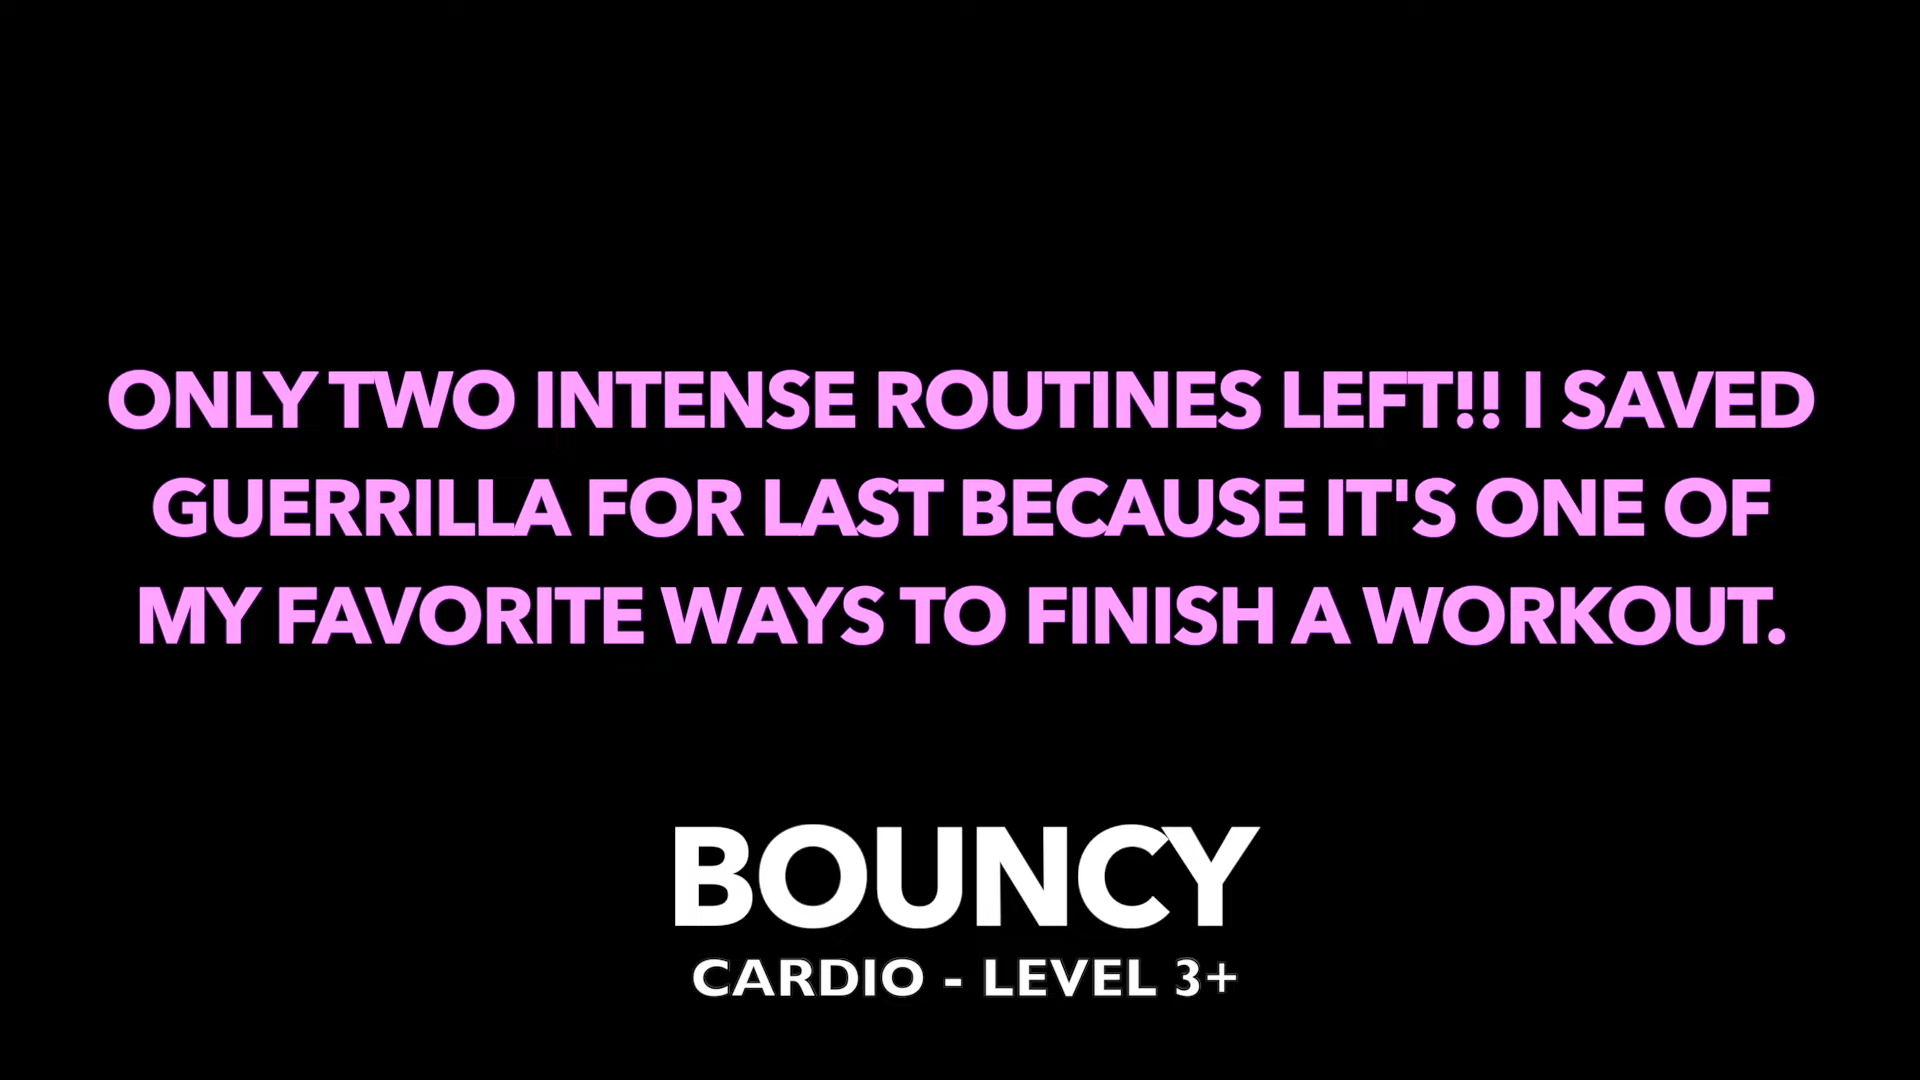 ONLY TWO INTENSE ROUTINES LEFT!! I SAVED
GUERRILLA FOR LAST BECAUSE IT'S ONE OF
MY FAVORITE WAYS TO FINISH A WORKOUT.
BOUNCY
CARDIO - LEVEL 3+